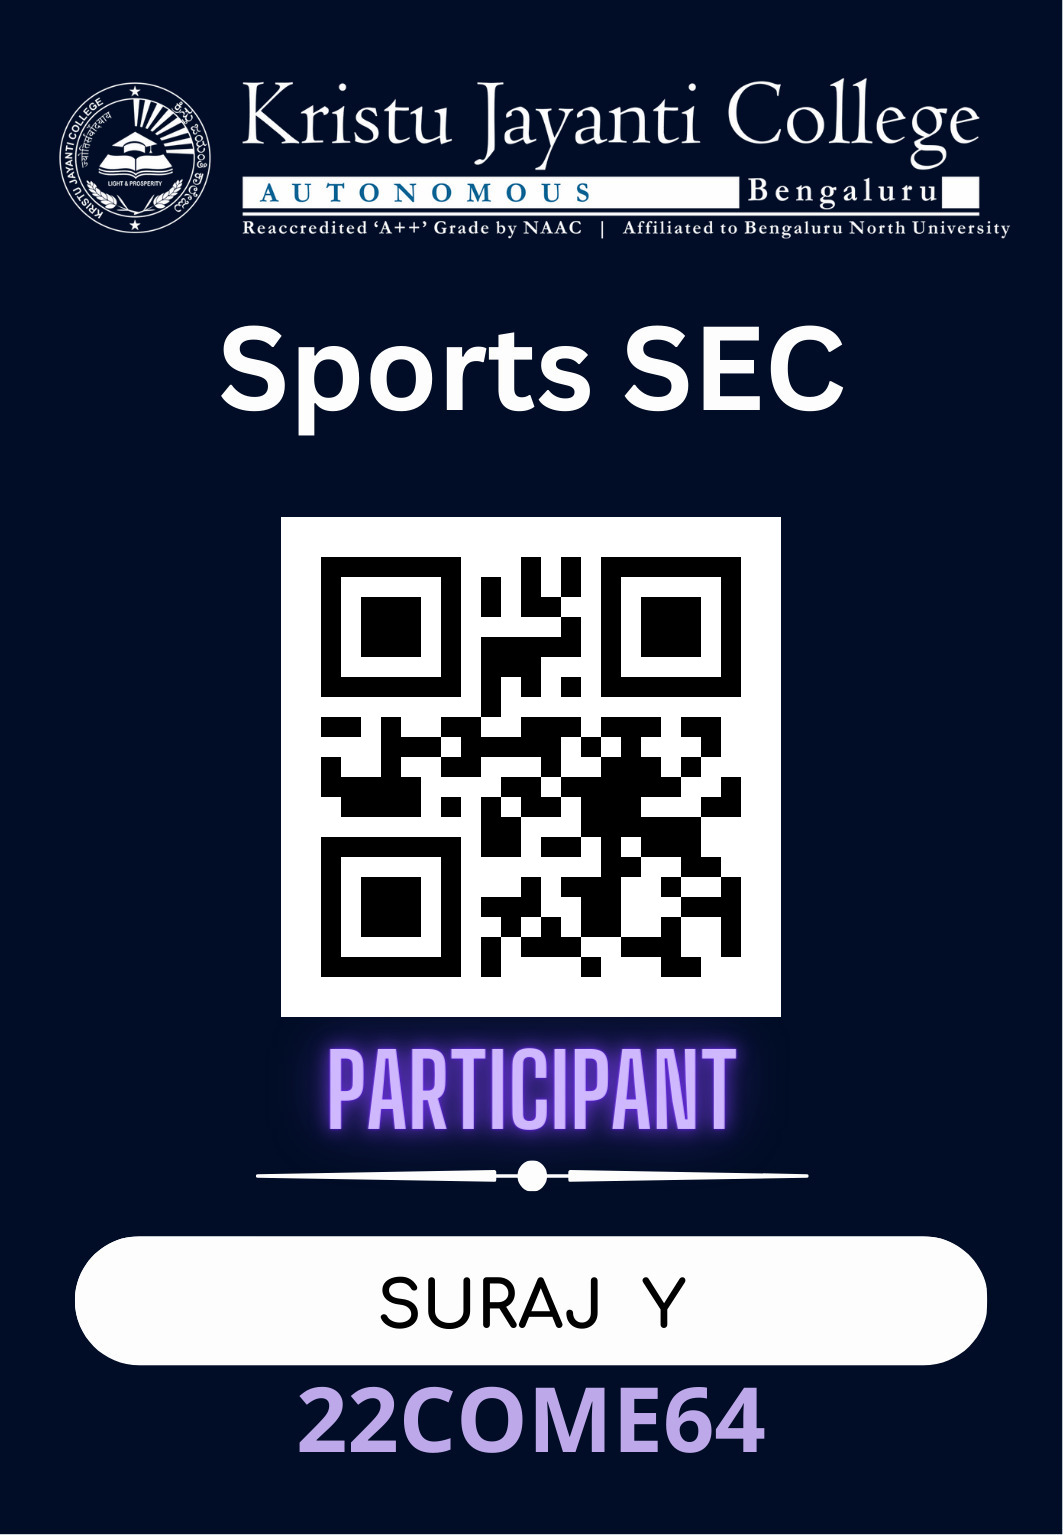 Kristu Jayanti College
AUTONOMOUS Bengaluru
Reaccredited ‘A++’ Grade by NAAC | Affiliated to Bengaluru North University
KRISTU JAYANTI COLLEGE
LIGHT & PROSPERITY
Sports SEC
PARTICIPANT
SURAJ Y
22COME64